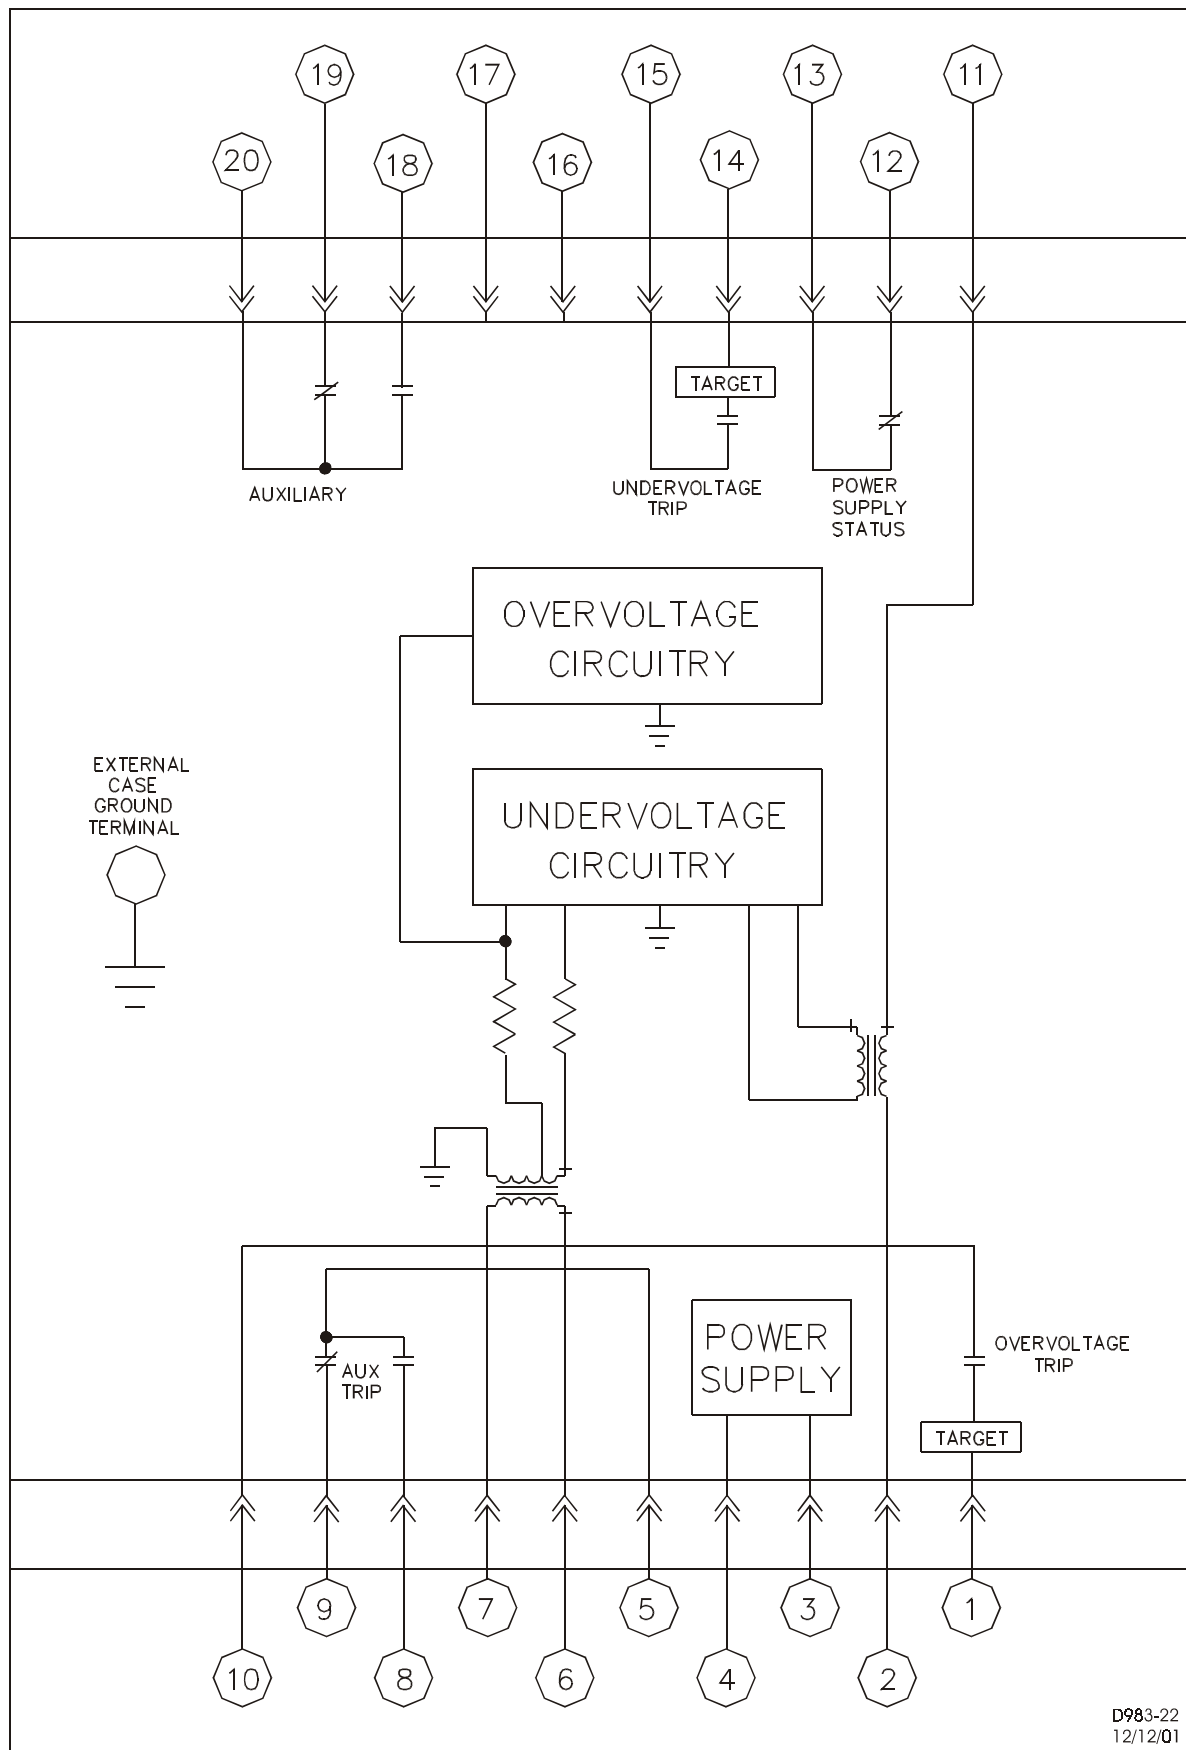 19
17
15
13
11
20
18
16
14
12
TARGET
AUXILIARY
UNDERVOLTAGE
TRIP
POWER
SUPPLY
STATUS
OVERVOLTAGE
CIRCUITRY
EXTERNAL
CASE
GROUND
TERMINAL
UNDERVOLTAGE
CIRCUITRY
POWER
SUPPLY
OVERVOLTAGE
TRIP
AUX
TRIP
TARGET
9
7
5
3
1
10
8
6
4
2
D983-22
12/12/01